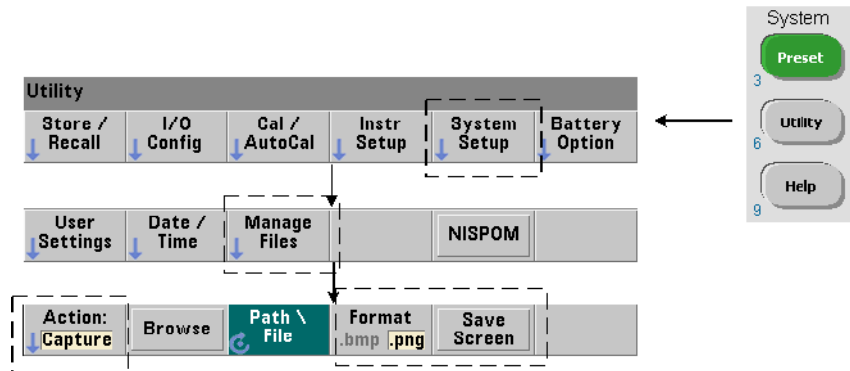 System
Preset
3
Utility
6
Help
9
Utility
Store / Recall
I/O Config
Cal / AutoCal
Instr Setup
System Setup
Battery Option
User Settings
Date / Time
Manage Files
NISPOM
Action: Capture
Browse
Path \ File
Format .bmp .png
Save Screen